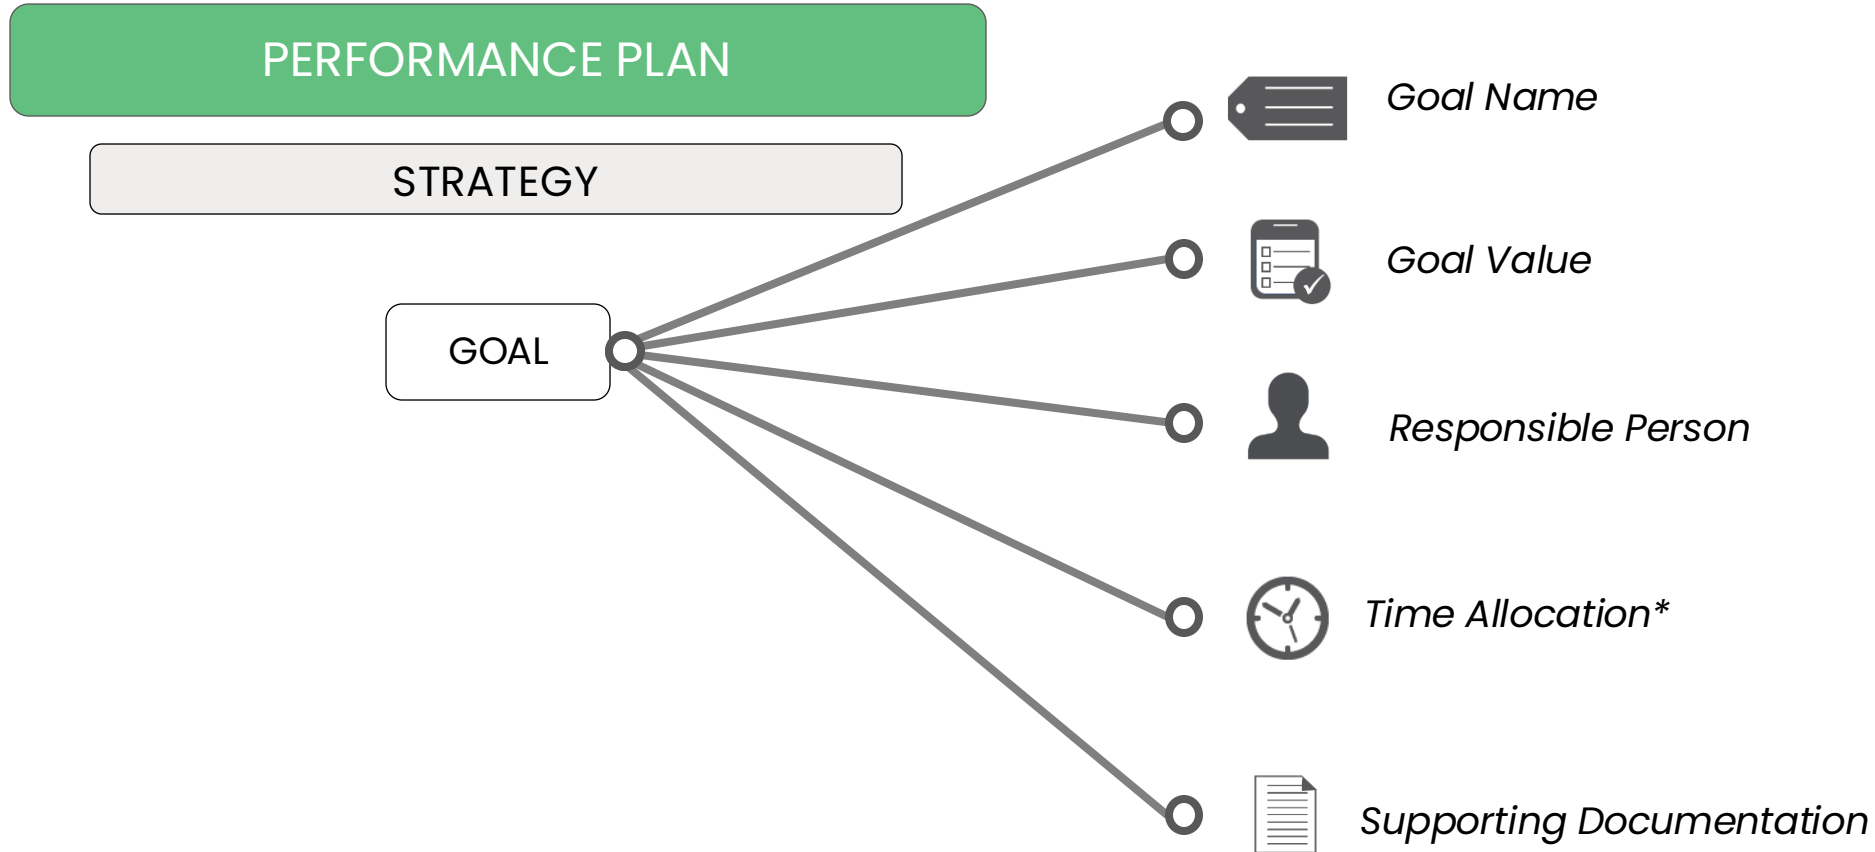 PERFORMANCE PLAN
STRATEGY
GOAL
Goal Name
Goal Value
Responsible Person
Time Allocation*
Supporting Documentation